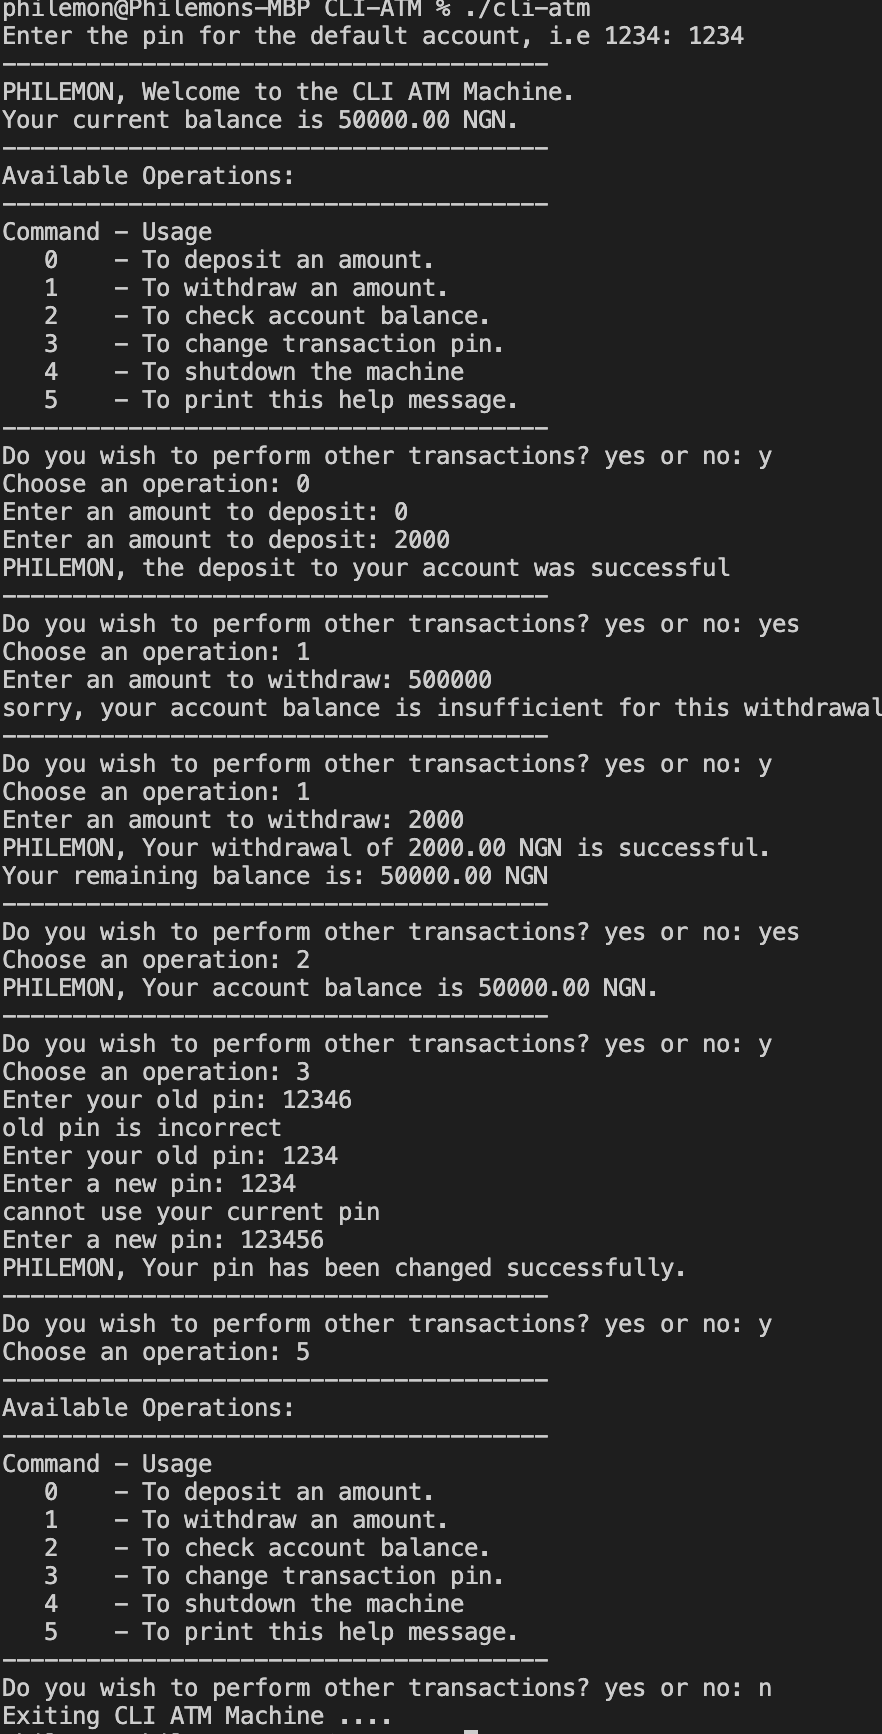 philemon@Philemons-MBP CLI-ATM % ./cli-atm
Enter the pin for the default account, i.e 1234: 1234
---------------------------------------
PHILEMON, Welcome to the CLI ATM Machine.
Your current balance is 50000.00 NGN.
---------------------------------------
Available Operations:
---------------------------------------
Command - Usage
   0    - To deposit an amount.
   1    - To withdraw an amount.
   2    - To check account balance.
   3    - To change transaction pin.
   4    - To shutdown the machine
   5    - To print this help message.
---------------------------------------
Do you wish to perform other transactions? yes or no: y
Choose an operation: 0
Enter an amount to deposit: 0
Enter an amount to deposit: 2000
PHILEMON, the deposit to your account was successful
---------------------------------------
Do you wish to perform other transactions? yes or no: yes
Choose an operation: 1
Enter an amount to withdraw: 500000
sorry, your account balance is insufficient for this withdrawal
---------------------------------------
Do you wish to perform other transactions? yes or no: y
Choose an operation: 1
Enter an amount to withdraw: 2000
PHILEMON, Your withdrawal of 2000.00 NGN is successful.
Your remaining balance is: 50000.00 NGN
---------------------------------------
Do you wish to perform other transactions? yes or no: yes
Choose an operation: 2
PHILEMON, Your account balance is 50000.00 NGN.
---------------------------------------
Do you wish to perform other transactions? yes or no: y
Choose an operation: 3
Enter your old pin: 12346
old pin is incorrect
Enter your old pin: 1234
Enter a new pin: 1234
cannot use your current pin
Enter a new pin: 123456
PHILEMON, Your pin has been changed successfully.
---------------------------------------
Do you wish to perform other transactions? yes or no: y
Choose an operation: 5
---------------------------------------
Available Operations:
---------------------------------------
Command - Usage
   0    - To deposit an amount.
   1    - To withdraw an amount.
   2    - To check account balance.
   3    - To change transaction pin.
   4    - To shutdown the machine
   5    - To print this help message.
---------------------------------------
Do you wish to perform other transactions? yes or no: n
Exiting CLI ATM Machine ....